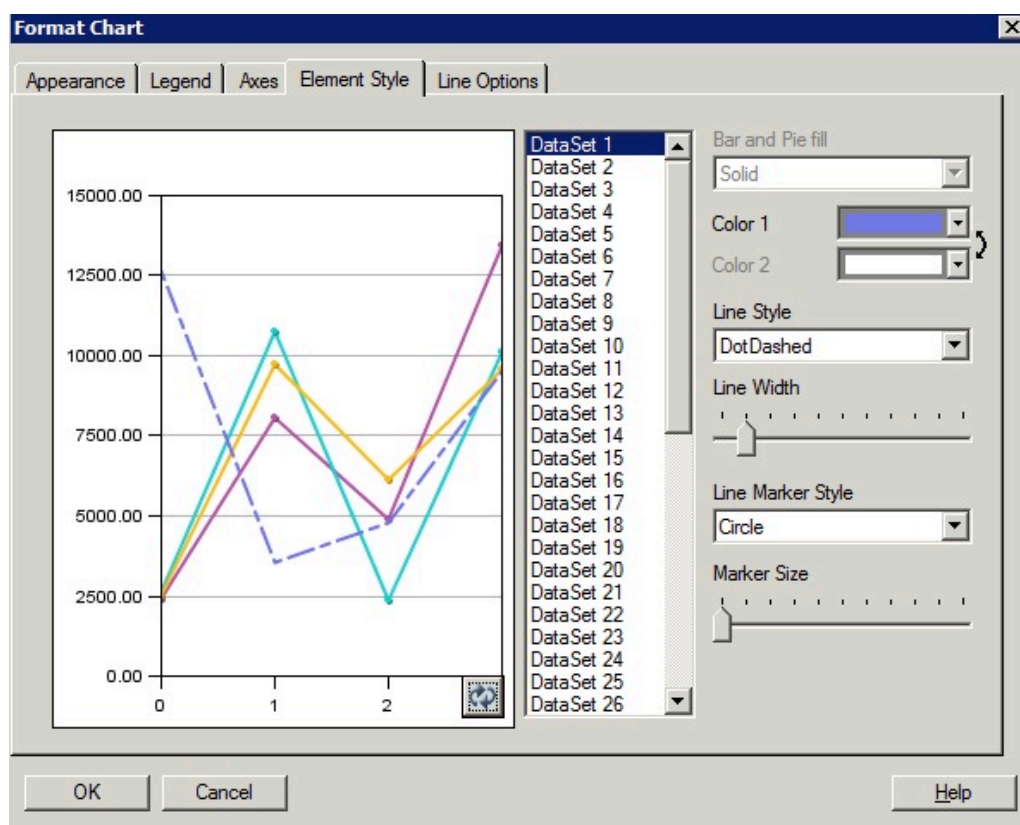 Format Chart
Appearance Legend Axes Element Style Line Options
15000.00
12500.00
10000.00
7500.00
5000.00
2500.00
0.00
0 1 2
DataSet 1
DataSet 2
DataSet 3
DataSet 4
DataSet 5
DataSet 6
DataSet 7
DataSet 8
DataSet 9
DataSet 10
DataSet 11
DataSet 12
DataSet 13
DataSet 14
DataSet 15
DataSet 16
DataSet 17
DataSet 18
DataSet 19
DataSet 20
DataSet 21
DataSet 22
DataSet 23
DataSet 24
DataSet 25
DataSet 26
Bar and Pie fill
Solid
Color 1
Color 2
Line Style
DotDashed
Line Width
Line Marker Style
Circle
Marker Size
OK Cancel Help